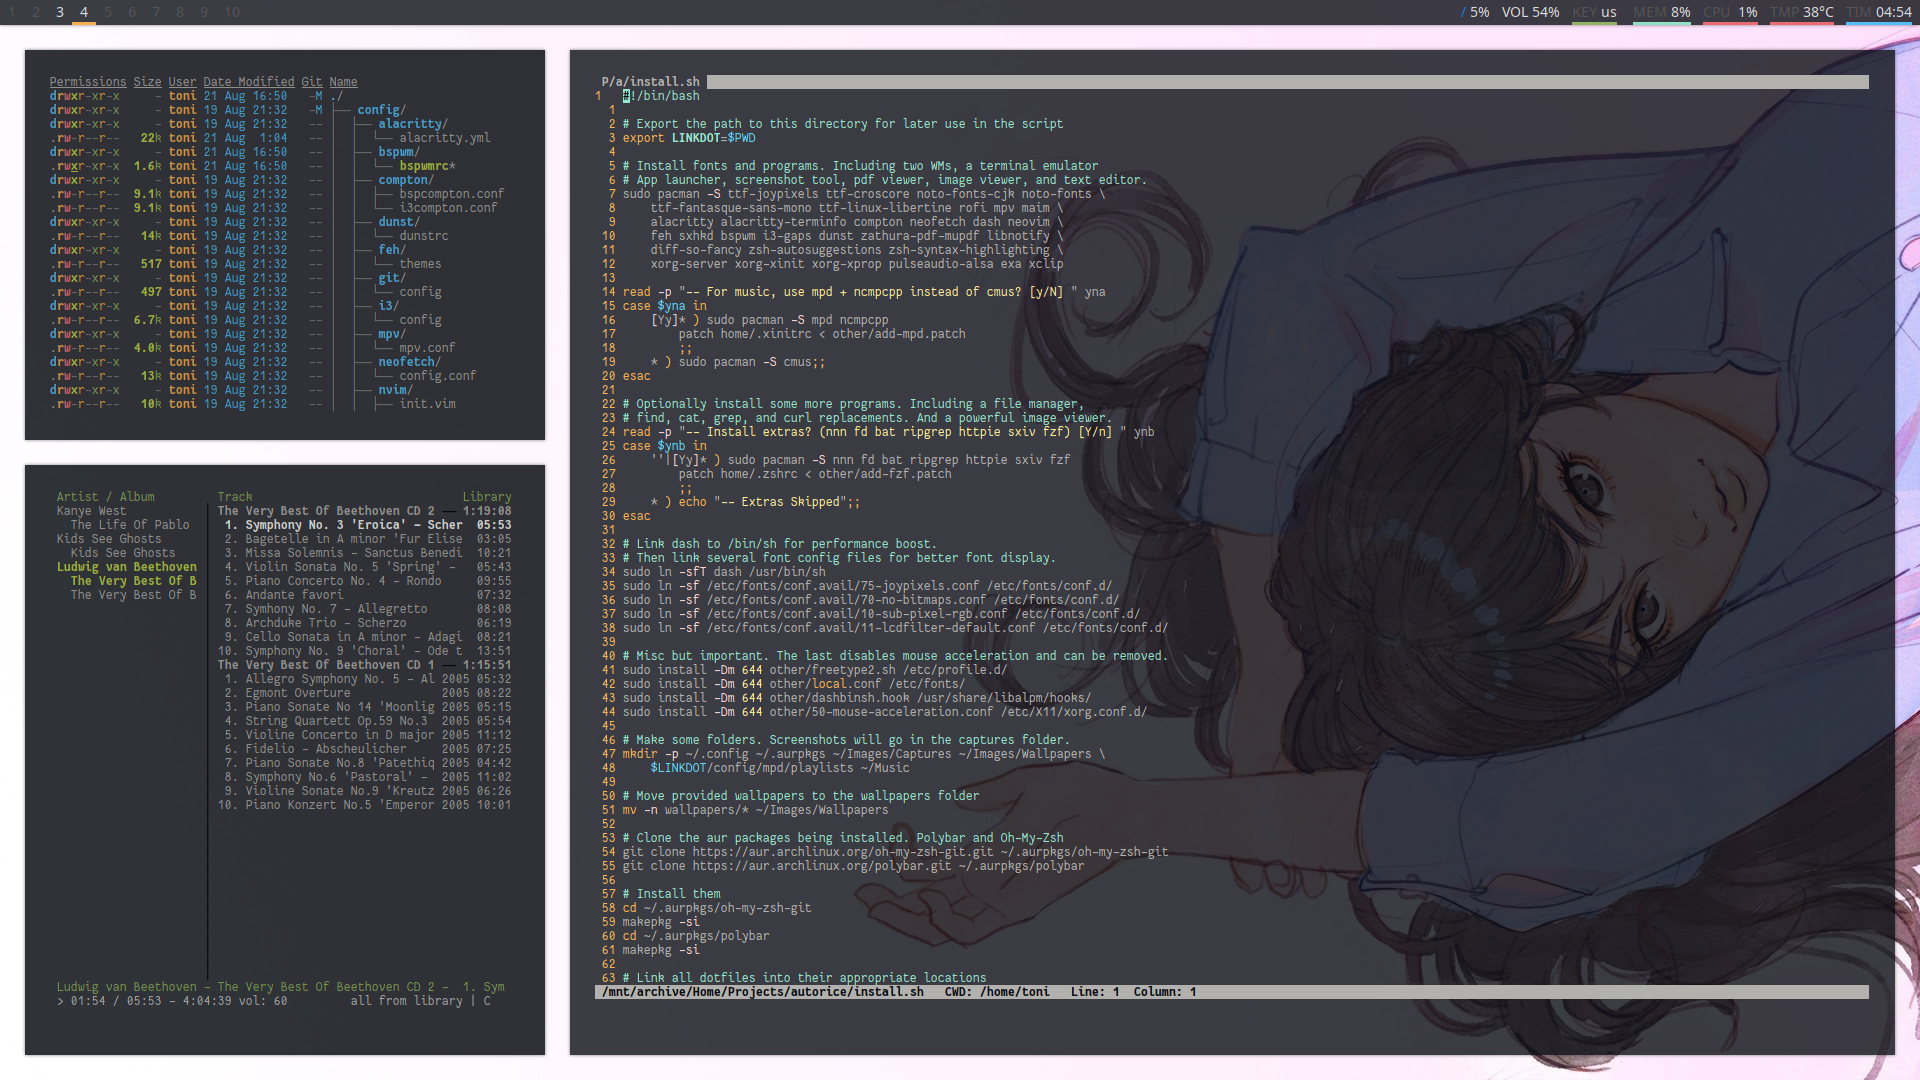 1 2 3 4 5 6 7 8 9 10
/ 5% VOL 54% KEY us MEM 8% CPU 1% TMP 38°C TIM 04:54
Permissions Size User Date Modified Git Name
drwxr-xr-x - toni 21 Aug 16:50 -M ./
drwxr-xr-x - toni 19 Aug 21:32 -M ├── config/
drwxr-xr-x - toni 19 Aug 21:32 -- │ ├── alacritty/
.rw-r--r-- 22k toni 21 Aug 1:04 -- │ │ └── alacritty.yml
drwxr-xr-x - toni 21 Aug 16:50 -- │ ├── bspwm/
.rwxr-xr-x 1.6k toni 21 Aug 16:50 -- │ │ └── bspwmrc*
drwxr-xr-x - toni 19 Aug 21:32 -- │ ├── compton/
.rw-r--r-- 9.1k toni 19 Aug 21:32 -- │ │ ├── bspcompton.conf
.rw-r--r-- 9.1k toni 19 Aug 21:32 -- │ │ └── i3compton.conf
drwxr-xr-x - toni 19 Aug 21:32 -- │ ├── dunst/
.rw-r--r-- 14k toni 19 Aug 21:32 -- │ │ └── dunstrc
drwxr-xr-x - toni 19 Aug 21:32 -- │ ├── feh/
.rw-r--r-- 517 toni 19 Aug 21:32 -- │ │ └── themes
drwxr-xr-x - toni 19 Aug 21:32 -- │ ├── git/
.rw-r--r-- 497 toni 19 Aug 21:32 -- │ │ └── config
drwxr-xr-x - toni 19 Aug 21:32 -- │ ├── i3/
.rw-r--r-- 6.7k toni 19 Aug 21:32 -- │ │ └── config
drwxr-xr-x - toni 19 Aug 21:32 -- │ ├── mpv/
.rw-r--r-- 4.0k toni 19 Aug 21:32 -- │ │ └── mpv.conf
drwxr-xr-x - toni 19 Aug 21:32 -- │ ├── neofetch/
.rw-r--r-- 13k toni 19 Aug 21:32 -- │ │ └── config.conf
drwxr-xr-x - toni 19 Aug 21:32 -- │ ├── nvim/
.rw-r--r-- 10k toni 19 Aug 21:32 -- │ │ ├── init.vim
Artist / Album
Kanye West
The Life Of Pablo
Kids See Ghosts
Kids See Ghosts
Ludwig van Beethoven
The Very Best Of B
The Very Best Of B
Track Library
The Very Best Of Beethoven CD 2 — 1:19:08
1. Symphony No. 3 'Eroica' - Scher 05:53
2. Bagetelle in A minor 'Fur Elise 03:05
3. Missa Solemnis - Sanctus Benedi 10:21
4. Violin Sonata No. 5 'Spring' - 05:43
5. Piano Concerto No. 4 - Rondo 09:55
6. Andante favori 07:32
7. Symhony No. 7 - Allegretto 08:08
8. Archduke Trio - Scherzo 06:19
9. Cello Sonata in A minor - Adagi 08:21
10. Symphony No. 9 'Choral' - Ode t 13:51
The Very Best Of Beethoven CD 1 — 1:15:51
1. Allegro Symphony No. 5 - Al 2005 05:32
2. Egmont Overture 2005 08:22
3. Piano Sonate No 14 'Moonlig 2005 05:15
4. String Quartett Op.59 No.3 2005 05:54
5. Violine Concerto in D major 2005 11:12
6. Fidelio - Abscheulicher 2005 07:25
7. Piano Sonate No.8 'Patethiq 2005 04:42
8. Symphony No.6 'Pastoral' - 2005 11:02
9. Violine Sonate No.9 'Kreutz 2005 06:26
10. Piano Konzert No.5 'Emperor 2005 10:01
Ludwig van Beethoven - The Very Best Of Beethoven CD 2 - 1. Sym
> 01:54 / 05:53 - 4:04:39 vol: 60 all from library | C
P/a/install.sh
1 #!/bin/bash
1
2 # Export the path to this directory for later use in the script
3 export LINKDOT=$PWD
4
5 # Install fonts and programs. Including two WMs, a terminal emulator
6 # App launcher, screenshot tool, pdf viewer, image viewer, and text editor.
7 sudo pacman -S ttf-joypixels ttf-croscore noto-fonts-cjk noto-fonts \
8 ttf-fantasque-sans-mono ttf-linux-libertine rofi mpv maim \
9 alacritty alacritty-terminfo compton neofetch dash neovim \
10 feh sxhkd bspwm i3-gaps dunst zathura-pdf-mupdf libnotify \
11 diff-so-fancy zsh-autosuggestions zsh-syntax-highlighting \
12 xorg-server xorg-xinit xorg-xprop pulseaudio-alsa exa xclip
13
14 read -p "-- For music, use mpd + ncmpcpp instead of cmus? [y/N] " yna
15 case $yna in
16 [Yy]* ) sudo pacman -S mpd ncmpcpp
17 patch home/.xinitrc < other/add-mpd.patch
18 ;;
19 * ) sudo pacman -S cmus;;
20 esac
21
22 # Optionally install some more programs. Including a file manager,
23 # find, cat, grep, and curl replacements. And a powerful image viewer.
24 read -p "-- Install extras? (nnn fd bat ripgrep httpie sxiv fzf) [Y/n] " ynb
25 case $ynb in
26 ''|[Yy]* ) sudo pacman -S nnn fd bat ripgrep httpie sxiv fzf
27 patch home/.zshrc < other/add-fzf.patch
28 ;;
29 * ) echo "-- Extras Skipped";;
30 esac
31
32 # Link dash to /bin/sh for performance boost.
33 # Then link several font config files for better font display.
34 sudo ln -sfT dash /usr/bin/sh
35 sudo ln -sf /etc/fonts/conf.avail/75-joypixels.conf /etc/fonts/conf.d/
36 sudo ln -sf /etc/fonts/conf.avail/70-no-bitmaps.conf /etc/fonts/conf.d/
37 sudo ln -sf /etc/fonts/conf.avail/10-sub-pixel-rgb.conf /etc/fonts/conf.d/
38 sudo ln -sf /etc/fonts/conf.avail/11-lcdfilter-default.conf /etc/fonts/conf.d/
39
40 # Misc but important. The last disables mouse acceleration and can be removed.
41 sudo install -Dm 644 other/freetype2.sh /etc/profile.d/
42 sudo install -Dm 644 other/local.conf /etc/fonts/
43 sudo install -Dm 644 other/dashbinsh.hook /usr/share/libalpm/hooks/
44 sudo install -Dm 644 other/50-mouse-acceleration.conf /etc/X11/xorg.conf.d/
45
46 # Make some folders. Screenshots will go in the captures folder.
47 mkdir -p ~/.config ~/.aurpkgs ~/Images/Captures ~/Images/Wallpapers \
48 $LINKDOT/config/mpd/playlists ~/Music
49
50 # Move provided wallpapers to the wallpapers folder
51 mv -n wallpapers/* ~/Images/Wallpapers
52
53 # Clone the aur packages being installed. Polybar and Oh-My-Zsh
54 git clone https://aur.archlinux.org/oh-my-zsh-git.git ~/.aurpkgs/oh-my-zsh-git
55 git clone https://aur.archlinux.org/polybar.git ~/.aurpkgs/polybar
56
57 # Install them
58 cd ~/.aurpkgs/oh-my-zsh-git
59 makepkg -si
60 cd ~/.aurpkgs/polybar
61 makepkg -si
62
63 # Link all dotfiles into their appropriate locations
/mnt/archive/Home/Projects/autorice/install.sh CWD: /home/toni Line: 1 Column: 1